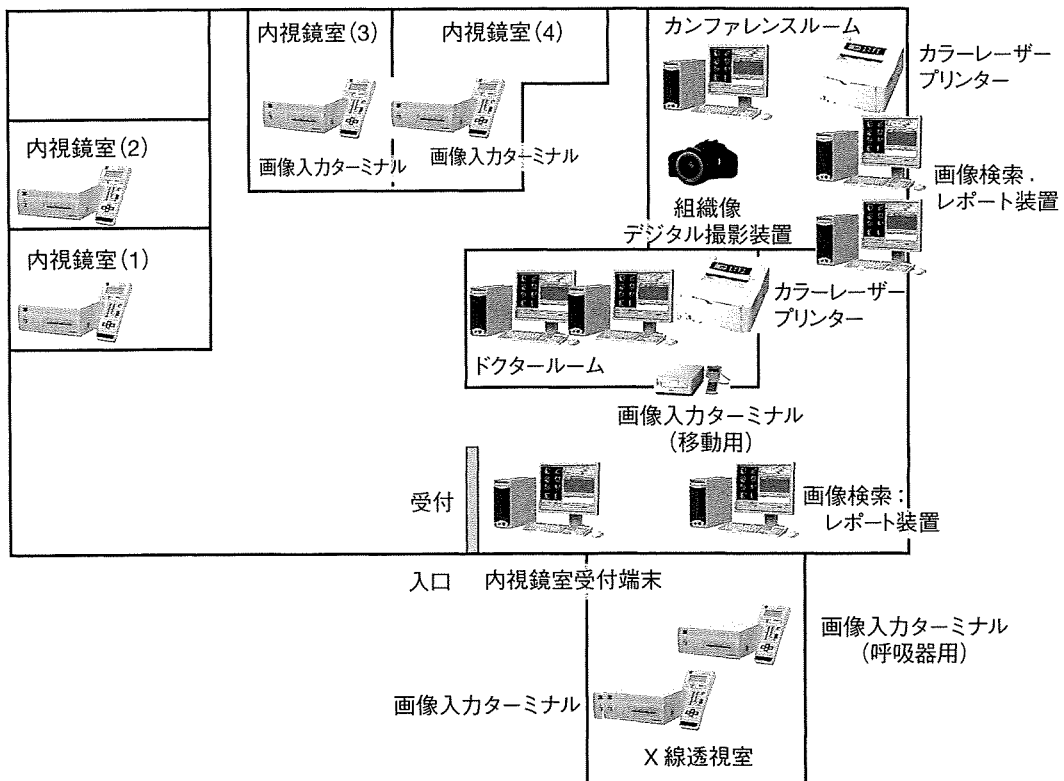 内視鏡室(3)
内視鏡室(4)
カンファレンスルーム
カラーレーザー
プリンター
内視鏡室(2)
画像入力ターミナル
画像入力ターミナル
画像検索．
レポート装置
組織像
デジタル撮影装置
内視鏡室(1)
カラーレーザー
プリンター
ドクタールーム
画像入力ターミナル
(移動用)
受付
画像検索：
レポート装置
入口
内視鏡室受付端末
画像入力ターミナル
(呼吸器用)
画像入力ターミナル
X線透視室